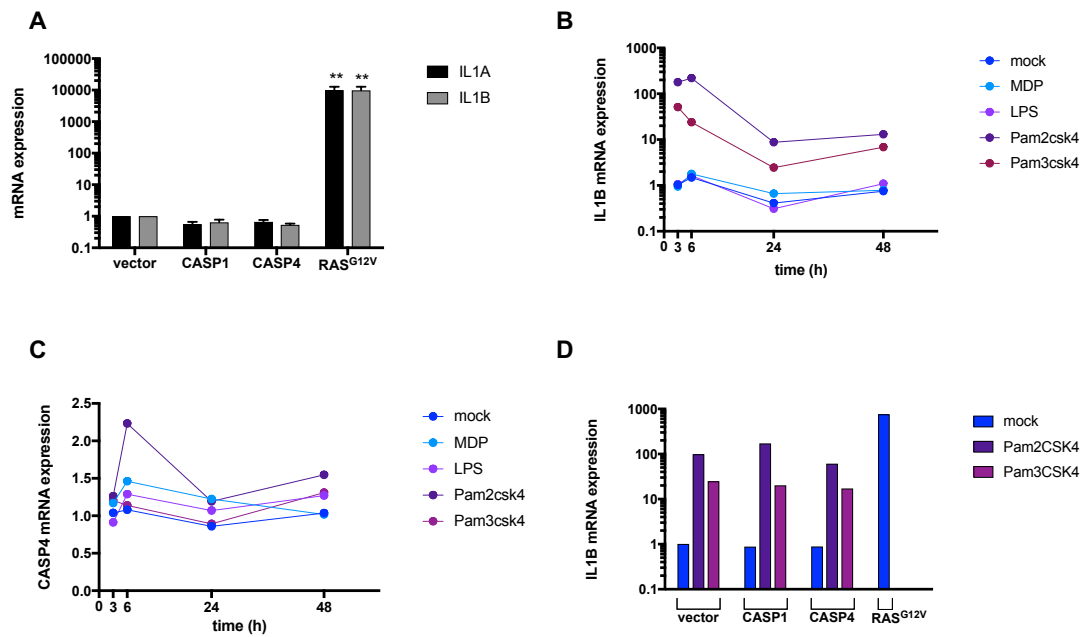 A
mRNA expression
100000
10000
1000
100
10
1
0.1
** **
vector CASP1 CASP4 RASG12V
IL1A
IL1B
B
IL1B mRNA expression
1000
100
10
1
0.1
0 3 6 24 48
time (h)
mock
MDP
LPS
Pam2csk4
Pam3csk4
C
CASP4 mRNA expression
2.5
2.0
1.5
1.0
0.5
0.0
0 3 6 24 48
time (h)
mock
MDP
LPS
Pam2csk4
Pam3csk4
D
IL1B mRNA expression
1000
100
10
1
0.1
vector CASP1 CASP4 RASG12V
mock
Pam2CSK4
Pam3CSK4